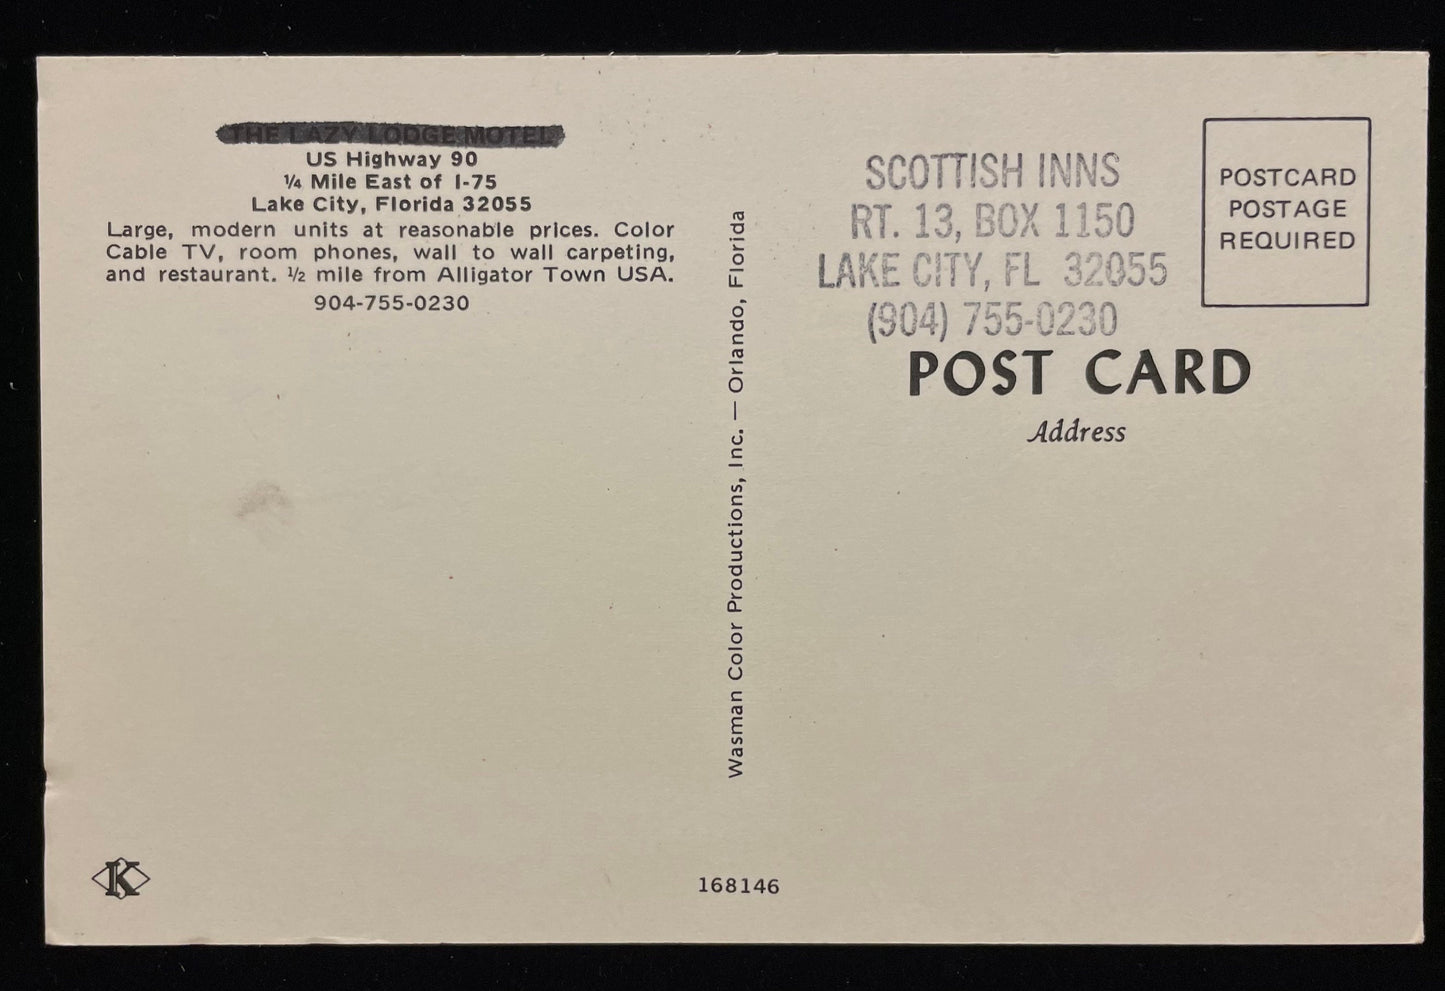 THE LAZY LODGE MOTEL
US Highway 90
¼ Mile East of I-75
Lake City, Florida 32055
Large, modern units at reasonable prices. Color
Cable TV, room phones, wall to wall carpeting,
and restaurant. ½ mile from Alligator Town USA.
904-755-0230
Wasman Color Productions, Inc. — Orlando, Florida
SCOTTISH INNS
RT. 13, BOX 1150
LAKE CITY, FL 32055
(904) 755-0230
POSTCARD
POSTAGE
REQUIRED
POST CARD
Address
K
168146